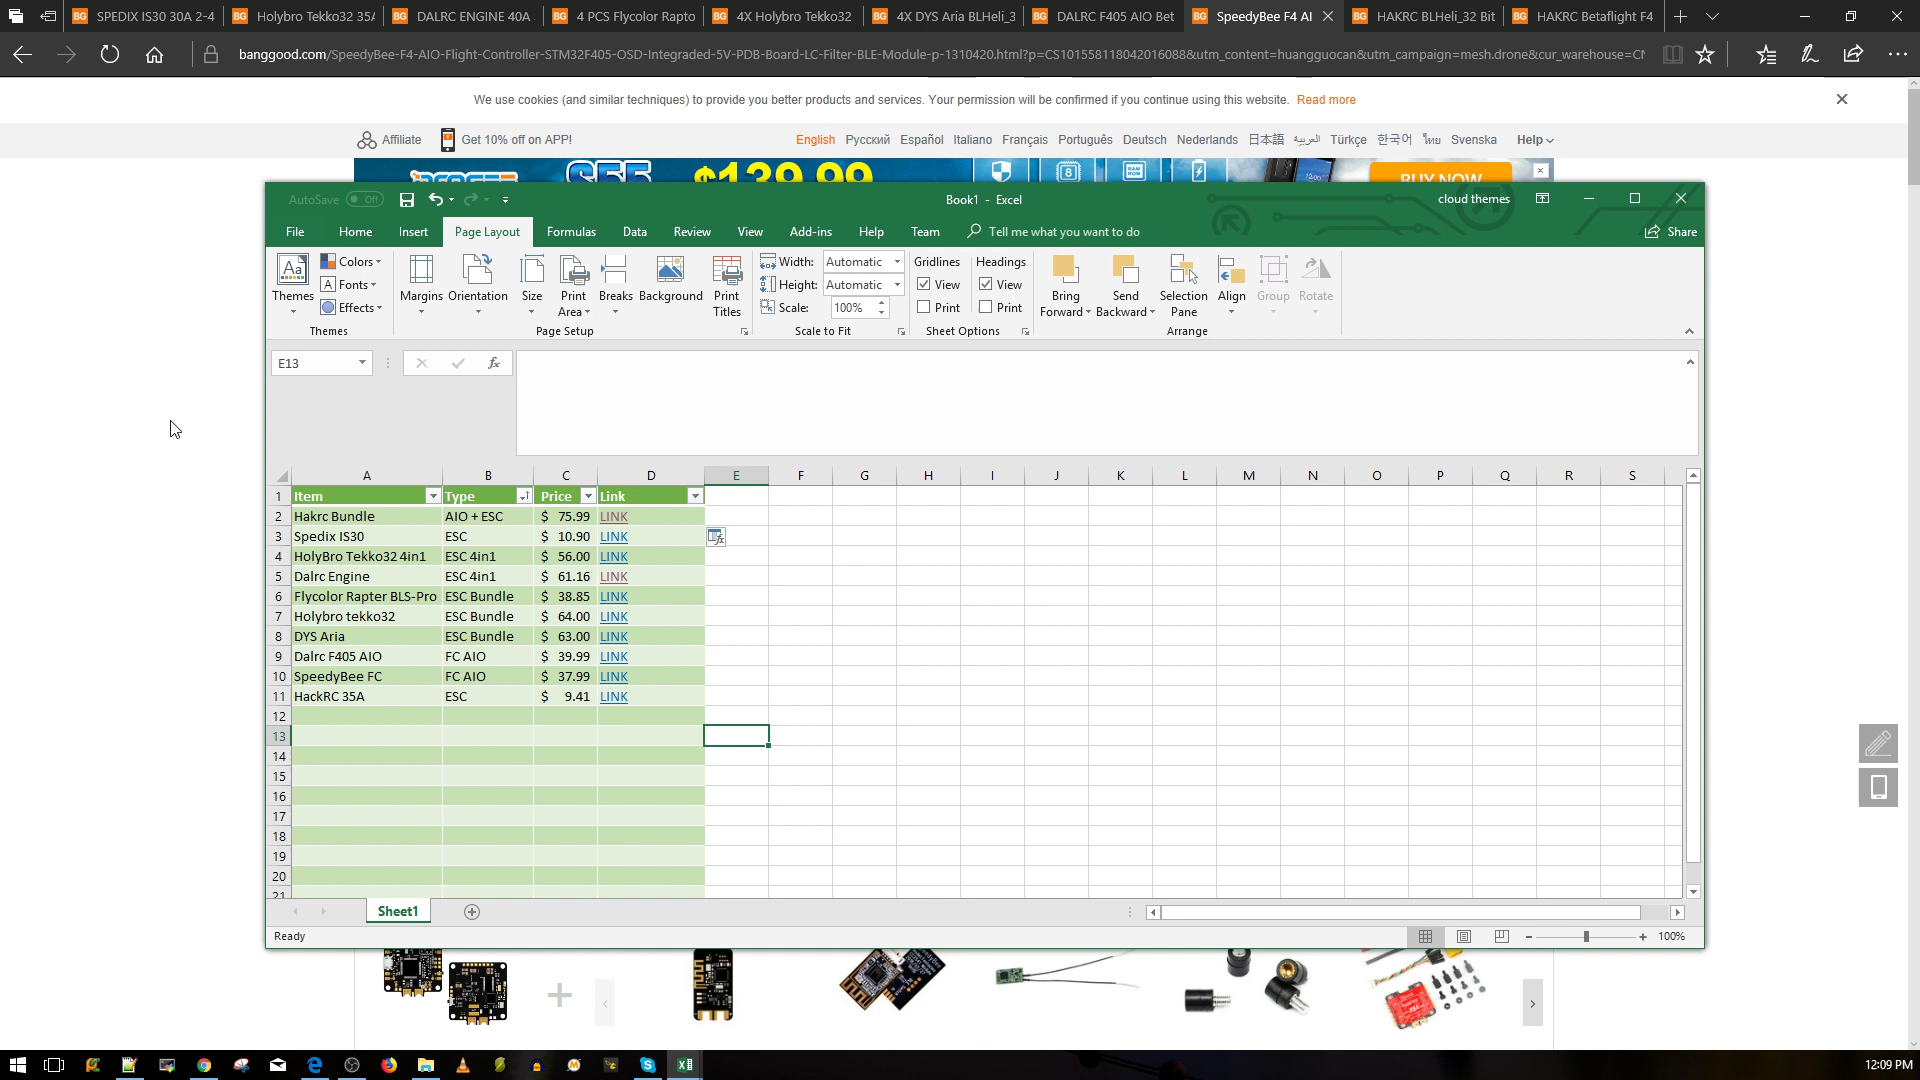 SPEDIX IS30 30A 2-4
Holybro Tekko32 35A
DALRC ENGINE 40A
4 PCS Flycolor Rapto
4X Holybro Tekko32
4X DYS Aria BLHeli_3
DALRC F405 AIO Bet
SpeedyBee F4 AI
HAKRC BLHeli_32 Bit
HAKRC Betaflight F4
banggood.com/SpeedyBee-F4-AIO-Flight-Controller-STM32F405-OSD-Integraded-5V-PDB-Board-LC-Filter-BLE-Module-p-1310420.html?p=CS101558118042016088&utm_content=huangguocan&utm_campaign=mesh.drone&cur_warehouse=CN
We use cookies (and similar techniques) to provide you better products and services. Your permission will be confirmed if you continue using this website. Read more
Affiliate Get 10% off on APP! English Русский Español Italiano Français Português Deutsch Nederlands 日本語 العربية Türkçe 한국어 ไทย Svenska Help
$139.99 BUY NOW
AutoSave Off Book1 - Excel cloud themes
File Home Insert Page Layout Formulas Data Review View Add-ins Help Team Tell me what you want to do Share
Colors Width: Automatic Gridlines Headings
Fonts Height: Automatic View View
Themes Margins Orientation Size Print Area Breaks Background Print Titles Bring Forward Send Backward Selection Pane Align Group Rotate
Effects Scale: 100% Print Print
Themes Page Setup Scale to Fit Sheet Options Arrange
E13 fx
A B C D E F G H I J K L M N O P Q R S
1 Item Type Price Link
2 Hakrc Bundle AIO + ESC $ 75.99 LINK
3 Spedix IS30 ESC $ 10.90 LINK
4 HolyBro Tekko32 4in1 ESC 4in1 $ 56.00 LINK
5 Dalrc Engine ESC 4in1 $ 61.16 LINK
6 Flycolor Rapter BLS-Pro ESC Bundle $ 38.85 LINK
7 Holybro tekko32 ESC Bundle $ 64.00 LINK
8 DYS Aria ESC Bundle $ 63.00 LINK
9 Dalrc F405 AIO FC AIO $ 39.99 LINK
10 SpeedyBee FC FC AIO $ 37.99 LINK
11 HackRC 35A ESC $ 9.41 LINK
12
13
14
15
16
17
18
19
20
21
Sheet1
Ready 100%
12:09 PM